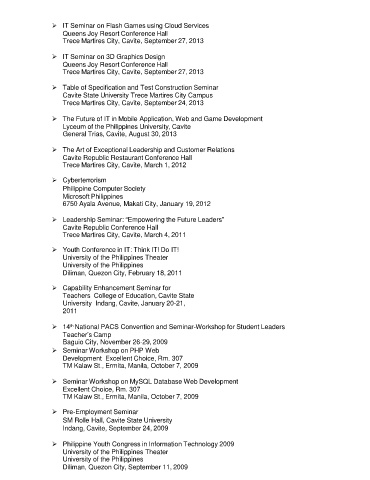 ➢ IT Seminar on Flash Games using Cloud Services
Queens Joy Resort Conference Hall
Trece Martires City, Cavite, September 27, 2013
➢ IT Seminar on 3D Graphics Design
Queens Joy Resort Conference Hall
Trece Martires City, Cavite, September 27, 2013
➢ Table of Specification and Test Construction Seminar
Cavite State University Trece Martires City Campus
Trece Martires City, Cavite, September 24, 2013
➢ The Future of IT in Mobile Application, Web and Game Development
Lyceum of the Philippines University, Cavite
General Trias, Cavite, August 30, 2013
➢ The Art of Exceptional Leadership and Customer Relations
Cavite Republic Restaurant Conference Hall
Trece Martires City, Cavite, March 1, 2012
➢ Cyberterrorism
Philippine Computer Society
Microsoft Philippines
6750 Ayala Avenue, Makati City, January 19, 2012
➢ Leadership Seminar: “Empowering the Future Leaders”
Cavite Republic Conference Hall
Trece Martires City, Cavite, March 4, 2011
➢ Youth Conference in IT: Think IT! Do IT!
University of the Philippines Theater
University of the Philippines
Diliman, Quezon City, February 18, 2011
➢ Capability Enhancement Seminar for
Teachers College of Education, Cavite State
University Indang, Cavite, January 20-21,
2011
➢ 14th National PACS Convention and Seminar-Workshop for Student Leaders
Teacher’s Camp
Baguio City, November 26-29, 2009
➢ Seminar Workshop on PHP Web
Development Excellent Choice, Rm. 307
TM Kalaw St., Ermita, Manila, October 7, 2009
➢ Seminar Workshop on MySQL Database Web Development
Excellent Choice, Rm. 307
TM Kalaw St., Ermita, Manila, October 7, 2009
➢ Pre-Employment Seminar
SM Rolle Hall, Cavite State University
Indang, Cavite, September 24, 2009
➢ Philippine Youth Congress in Information Technology 2009
University of the Philippines Theater
University of the Philippines
Diliman, Quezon City, September 11, 2009